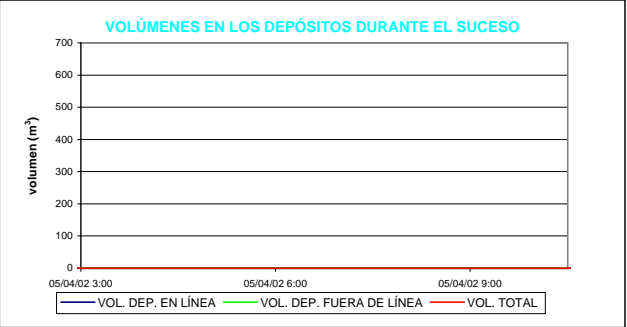 VOLÚMENES EN LOS DEPÓSITOS DURANTE EL SUCESO
700
600
500
400
300
200
100
0
volumen (m³)
05/04/02 3:00 05/04/02 6:00 05/04/02 9:00
VOL. DEP. EN LÍNEA VOL. DEP. FUERA DE LÍNEA VOL. TOTAL